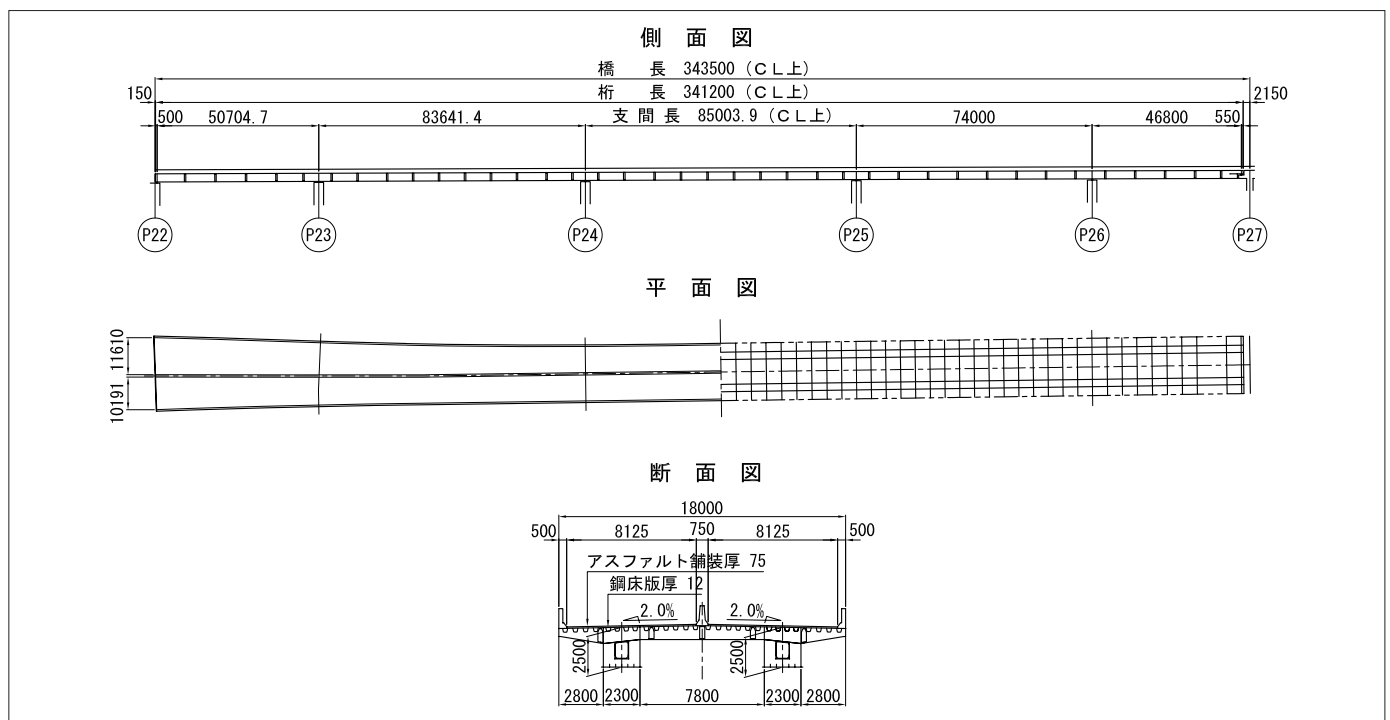 側面図
橋長 343500 (CL上)
150 桁長 341200 (CL上) 2150
500 50704.7 83641.4 支間長 85003.9 (CL上) 74000 46800 550
P22 P23 P24 P25 P26 P27
平面図
11610
10191
断面図
18000
500 8125 750 8125 500
アスファルト舗装厚 75
鋼床版厚 12
2.0% 2.0%
2500 2500
2800 2300 7800 2300 2800